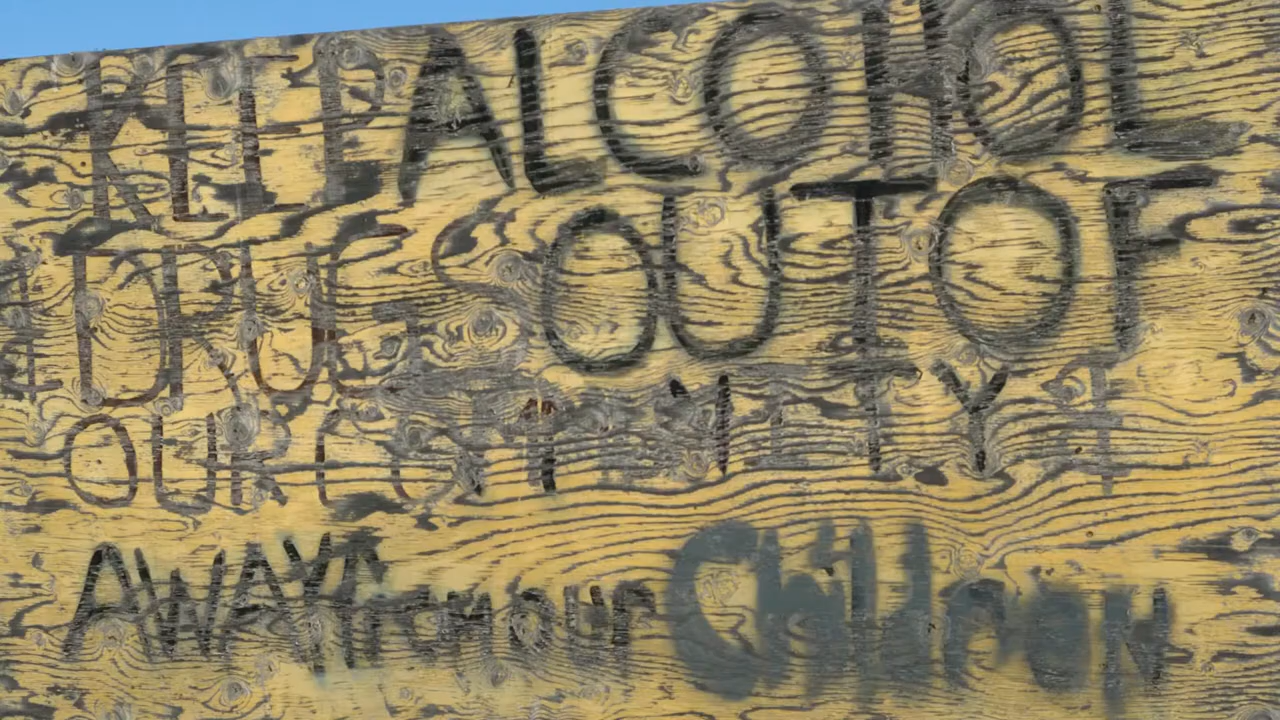 KEEP ALCOHOL
& DRUGS OUT OF
OUR COMMUNITY &
AWAY from our Children